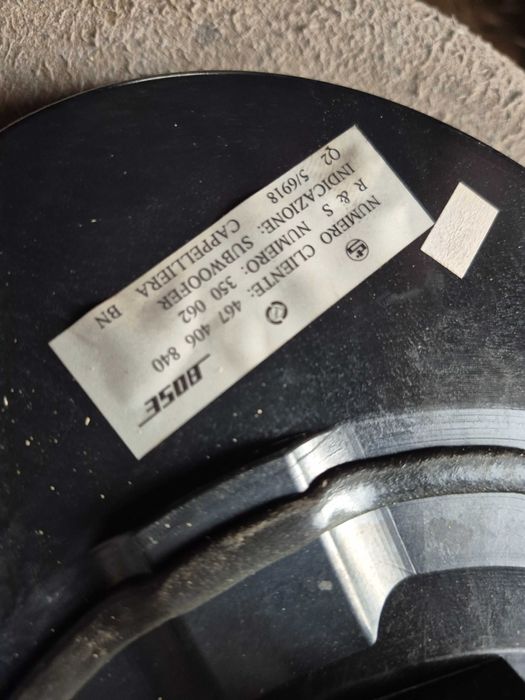 BOSE
NUMERO CLIENTE: 467 406 840
R & S NUMERO: 350 062
INDICAZIONE: SUBWOOFER
CAPPELLIERA BN
Q2 5/6918